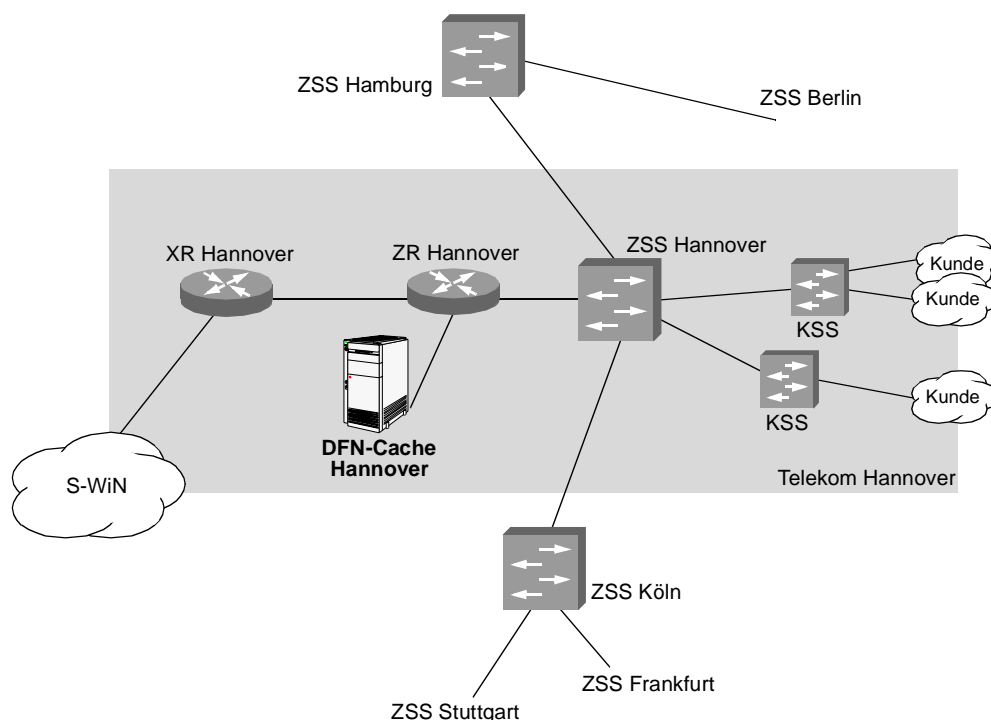 ZSS Hamburg
ZSS Berlin
XR Hannover
ZR Hannover
ZSS Hannover
Kunde
Kunde
KSS
DFN-Cache
Hannover
Kunde
KSS
S-WiN
Telekom Hannover
ZSS Köln
ZSS Frankfurt
ZSS Stuttgart